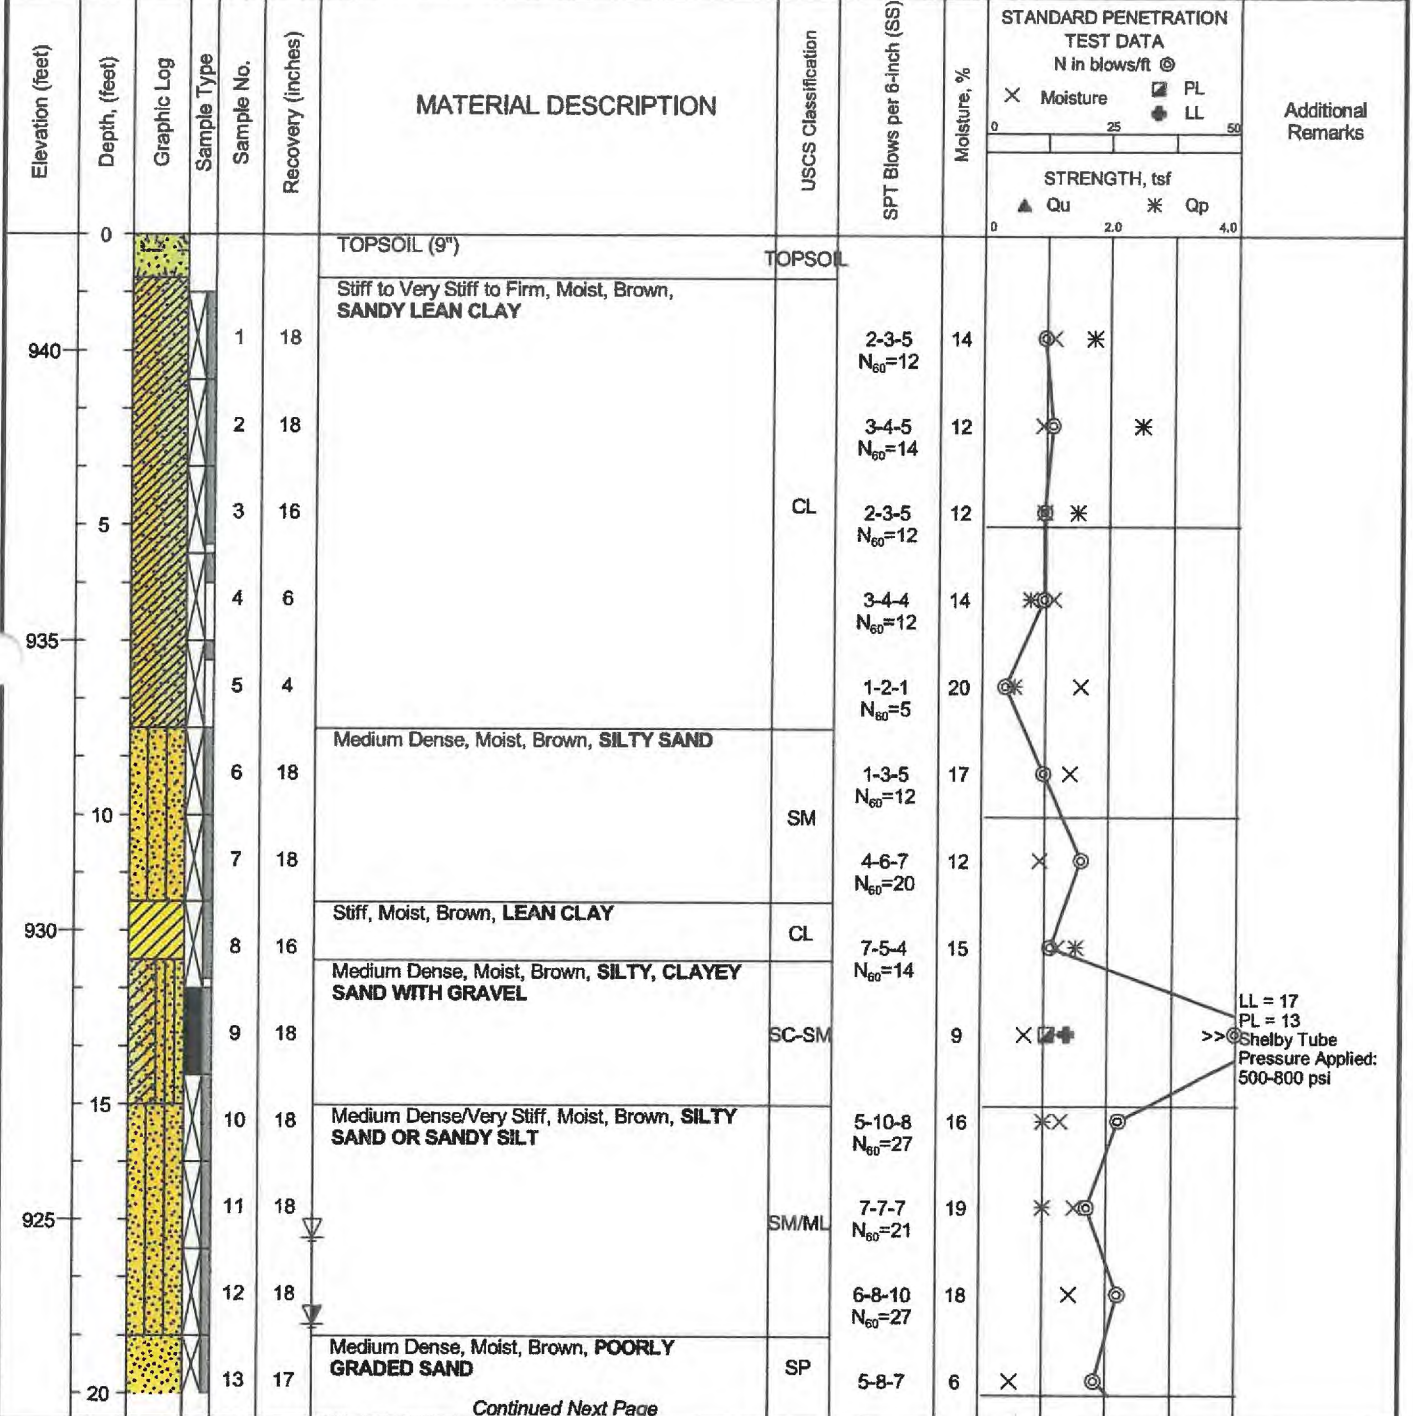 Elevation (feet)
Depth, (feet)
Graphic Log
Sample Type
Sample No.
Recovery (inches)
MATERIAL DESCRIPTION
USCS Classification
SPT Blows per 6-inch (SS)
Moisture, %
STANDARD PENETRATION
TEST DATA
N in blows/ft ◎
× Moisture
PL
LL
0 25 50
STRENGTH, tsf
▲ Qu ✳ Qp
0 2.0 4.0
Additional
Remarks
0
TOPSOIL (9")
TOPSOIL
Stiff to Very Stiff to Firm, Moist, Brown,
SANDY LEAN CLAY
940
1 18 2-3-5 14
N60=12
2 18 3-4-5 12
N60=14
5
3 16 CL 2-3-5 12
N60=12
4 6 3-4-4 14
N60=12
935
5 4 1-2-1 20
N60=5
Medium Dense, Moist, Brown, SILTY SAND
6 18 1-3-5 17
N60=12
10
SM
7 18 4-6-7 12
N60=20
Stiff, Moist, Brown, LEAN CLAY
930
8 16 CL 7-5-4 15
N60=14
Medium Dense, Moist, Brown, SILTY, CLAYEY
SAND WITH GRAVEL
9 18 SC-SM 9
>>
LL = 17
PL = 13
Shelby Tube
Pressure Applied:
500-800 psi
15
Medium Dense/Very Stiff, Moist, Brown, SILTY
SAND OR SANDY SILT
10 18 5-10-8 16
N60=27
925
11 18 SM/ML 7-7-7 19
N60=21
12 18 6-8-10 18
N60=27
Medium Dense, Moist, Brown, POORLY
GRADED SAND
13 17 SP 5-8-7 6
20
Continued Next Page